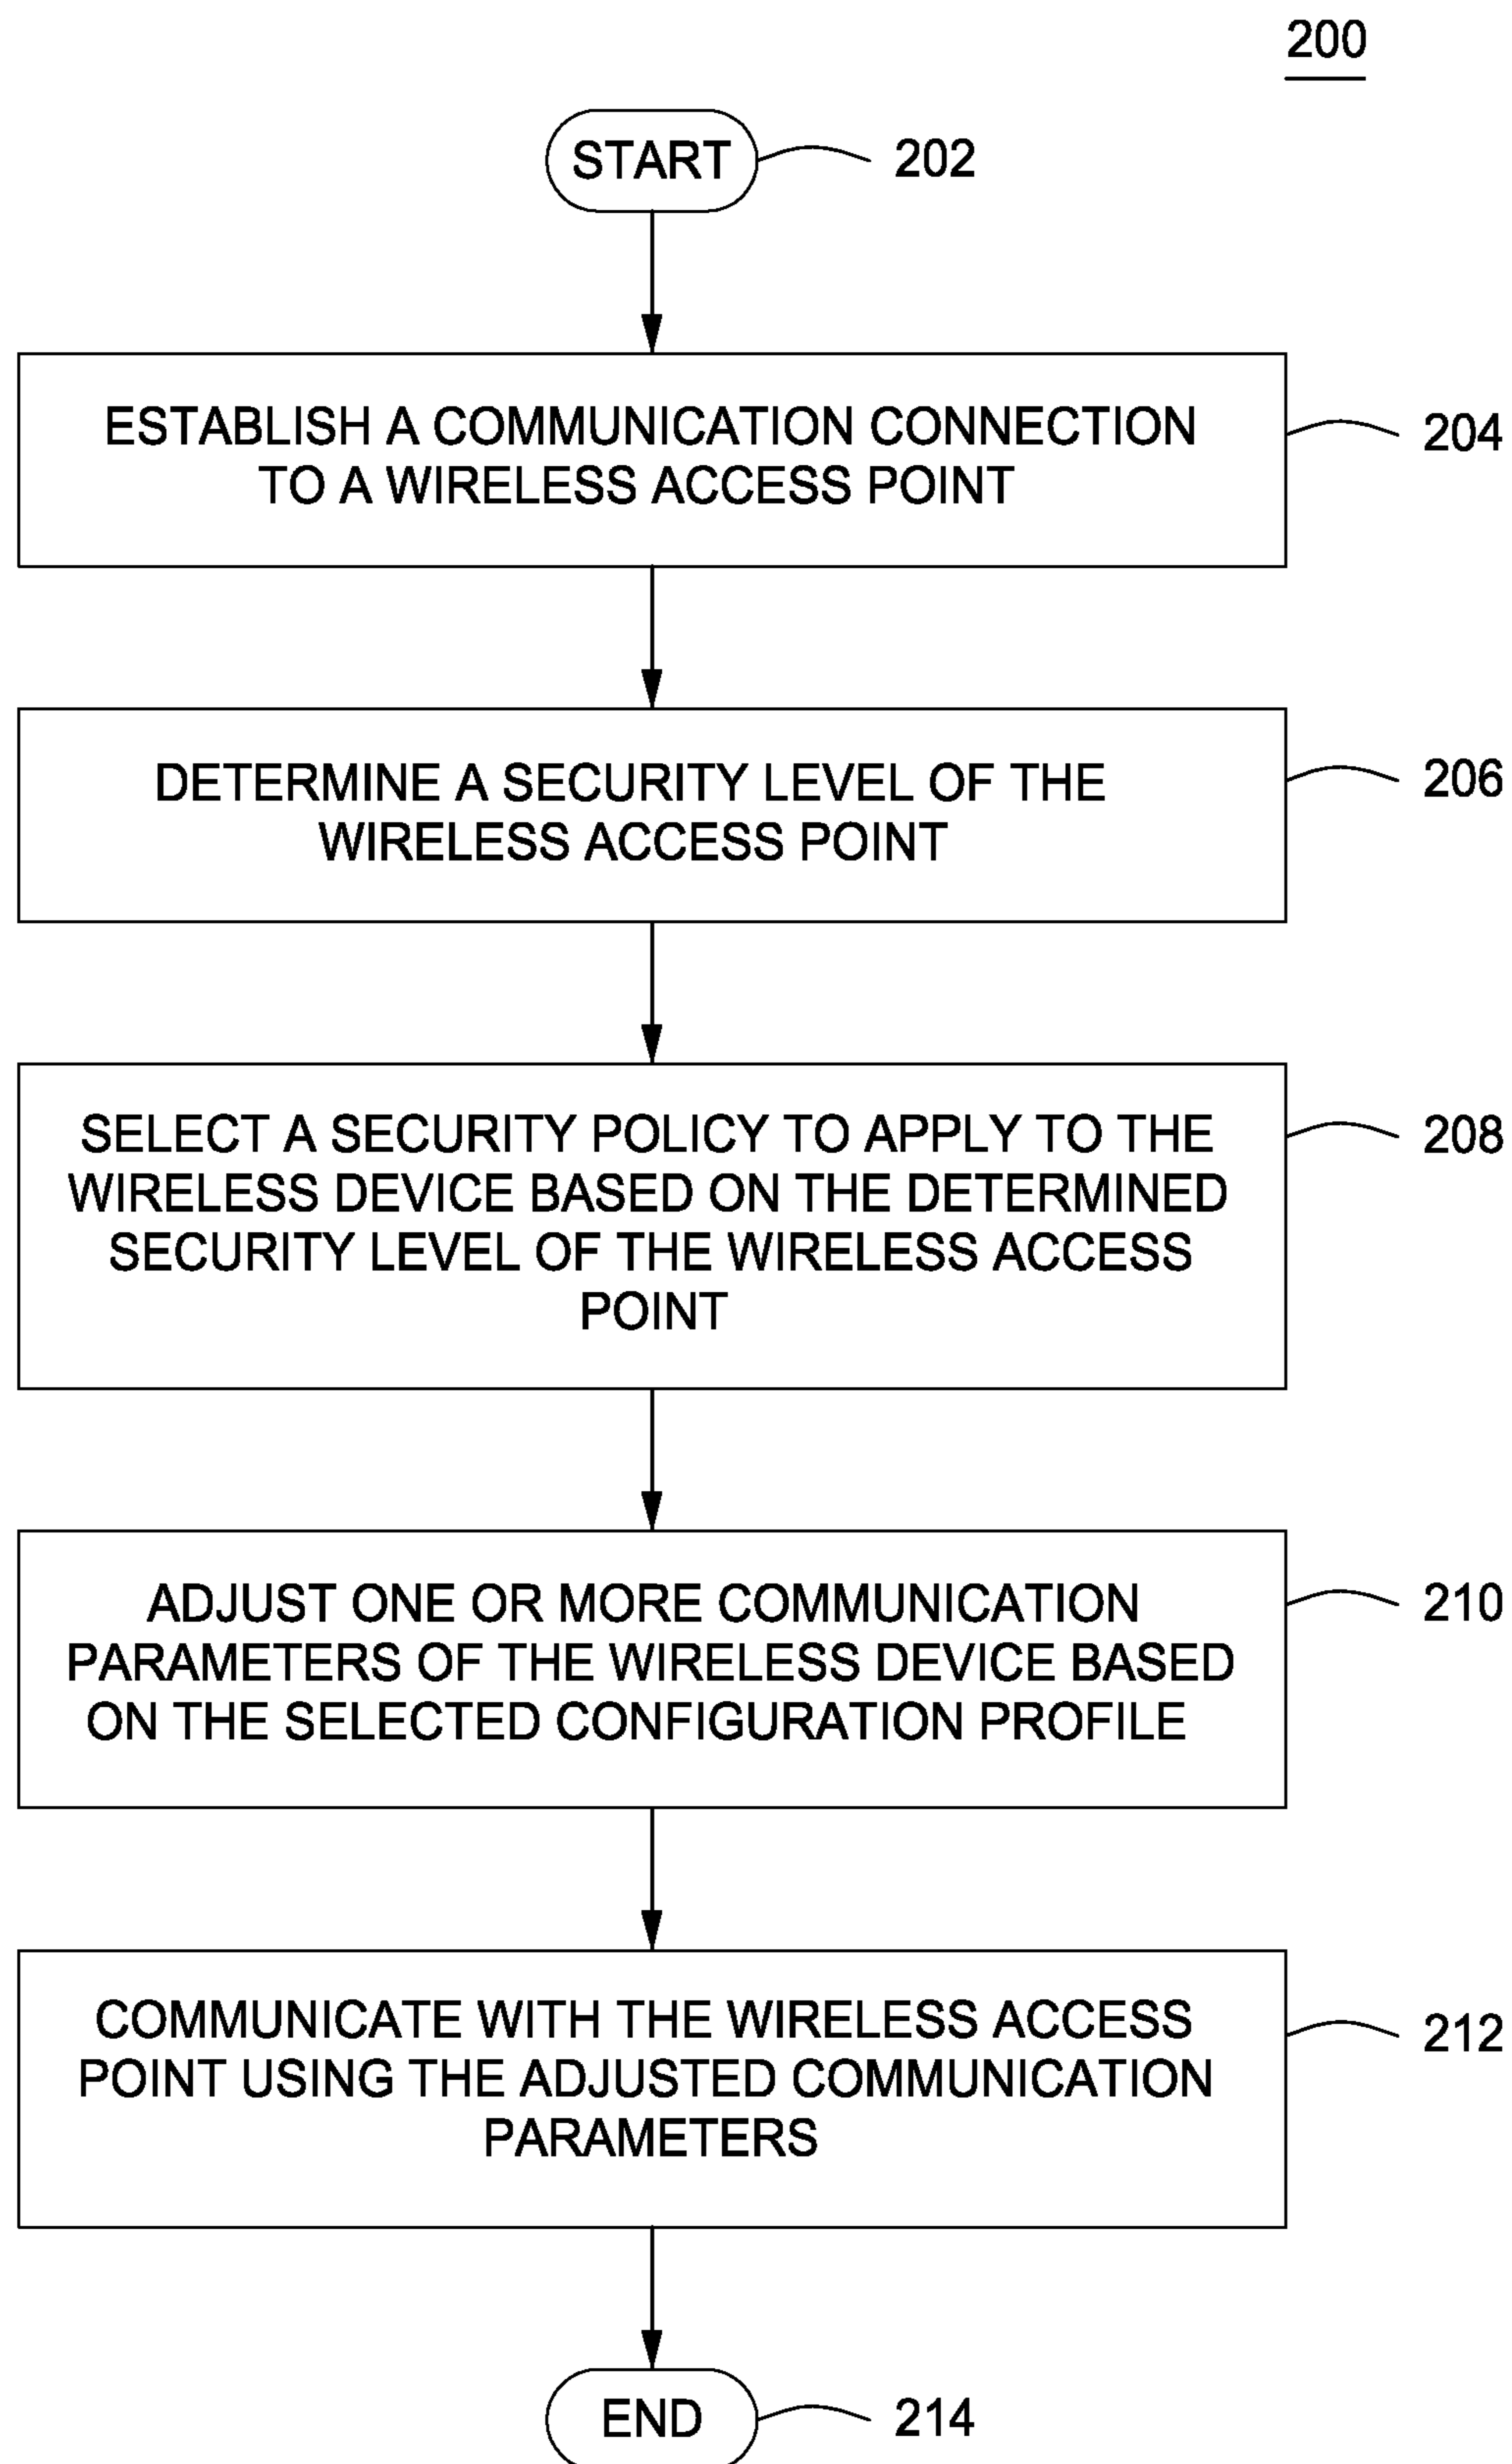 200
START
202
ESTABLISH A COMMUNICATION CONNECTION
TO A WIRELESS ACCESS POINT
204
DETERMINE A SECURITY LEVEL OF THE
WIRELESS ACCESS POINT
206
SELECT A SECURITY POLICY TO APPLY TO THE
WIRELESS DEVICE BASED ON THE DETERMINED
SECURITY LEVEL OF THE WIRELESS ACCESS
POINT
208
ADJUST ONE OR MORE COMMUNICATION
PARAMETERS OF THE WIRELESS DEVICE BASED
ON THE SELECTED CONFIGURATION PROFILE
210
COMMUNICATE WITH THE WIRELESS ACCESS
POINT USING THE ADJUSTED COMMUNICATION
PARAMETERS
212
END
214